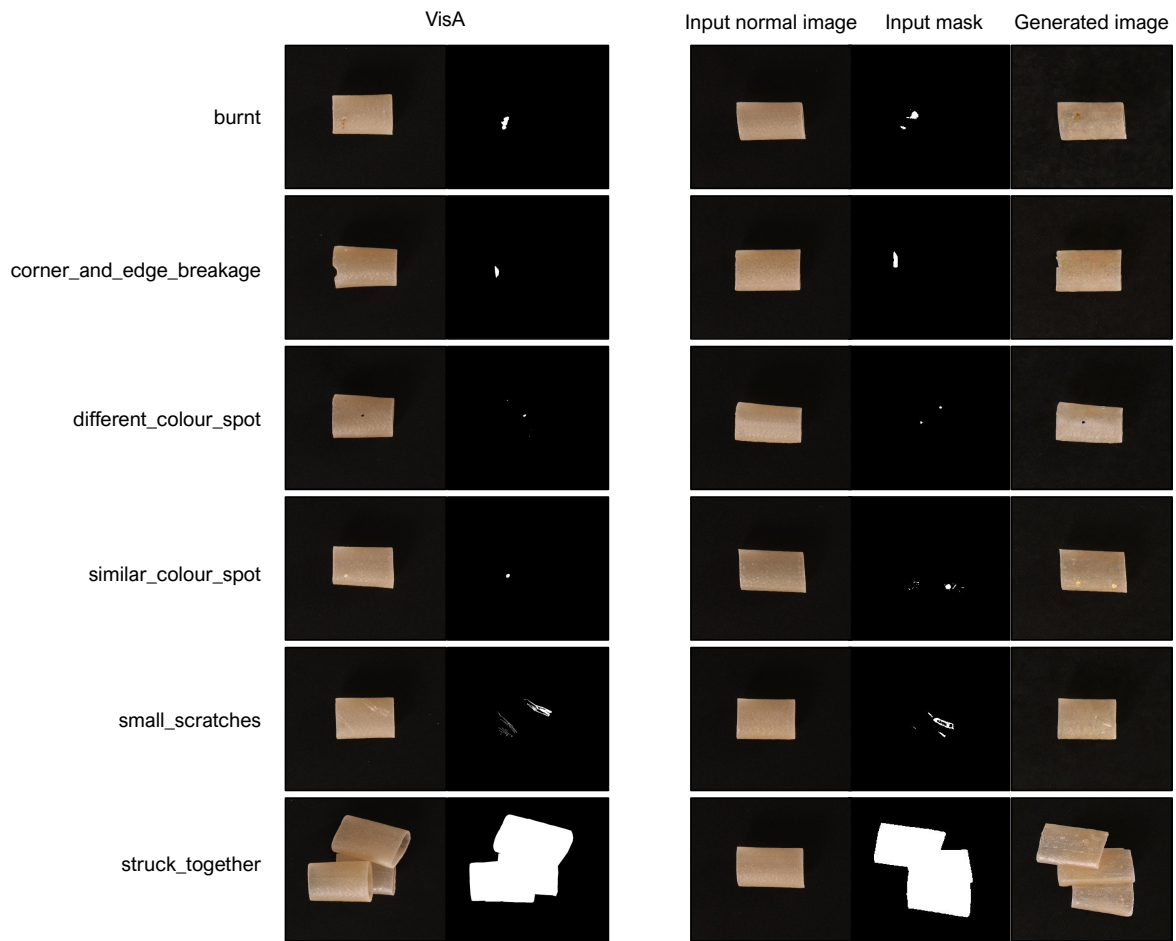 VisA
Input normal image Input mask Generated image
burnt
corner_and_edge_breakage
different_colour_spot
similar_colour_spot
small_scratches
struck_together